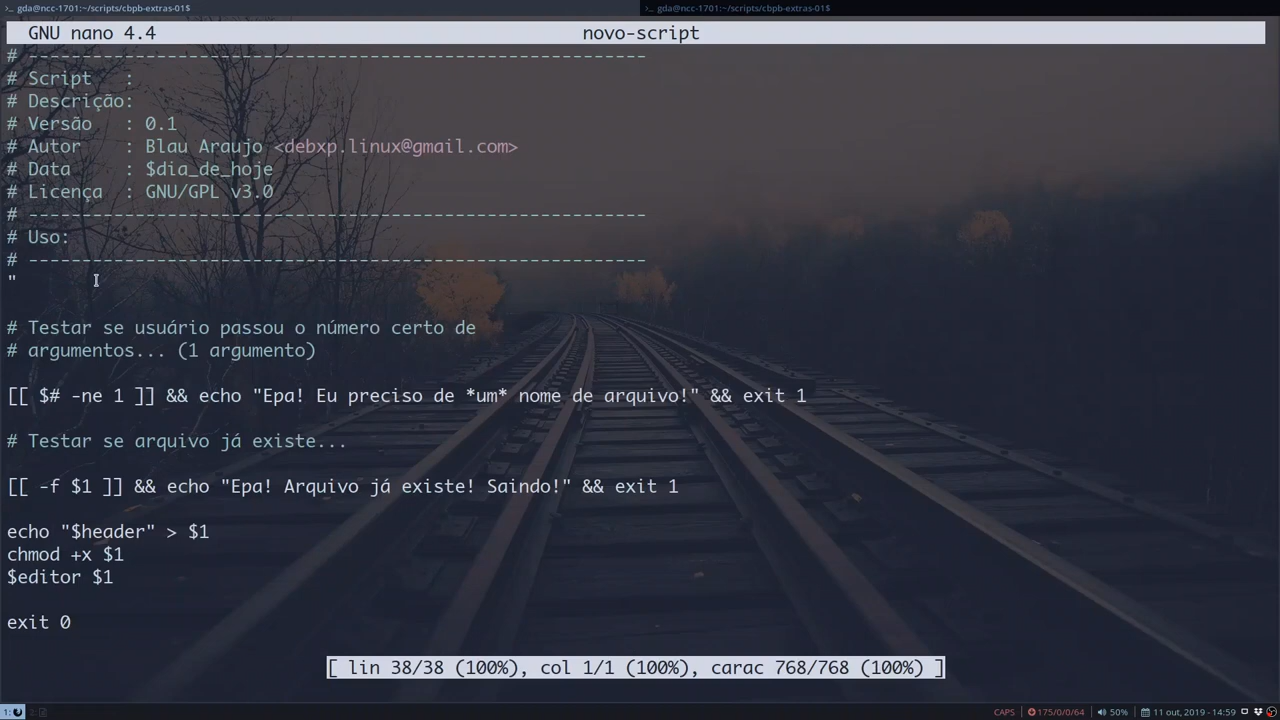 gda@ncc-1701:~/scripts/cbpb-extras-01$ gda@ncc-1701:~/scripts/cbpb-extras-01$
GNU nano 4.4 novo-script
# ----------------------------------------------------------
# Script   :
# Descrição:
# Versão   : 0.1
# Autor    : Blau Araujo <debxp.linux@gmail.com>
# Data     : $dia_de_hoje
# Licença  : GNU/GPL v3.0
# ----------------------------------------------------------
# Uso:
# ----------------------------------------------------------
"
# Testar se usuário passou o número certo de
# argumentos... (1 argumento)
[[ $# -ne 1 ]] && echo "Epa! Eu preciso de *um* nome de arquivo!" && exit 1
# Testar se arquivo já existe...
[[ -f $1 ]] && echo "Epa! Arquivo já existe! Saindo!" && exit 1
echo "$header" > $1
chmod +x $1
$editor $1
exit 0
[ lin 38/38 (100%), col 1/1 (100%), carac 768/768 (100%) ]
1: 2: CAPS 175/0/0/64 50% 11 out, 2019 - 14:59